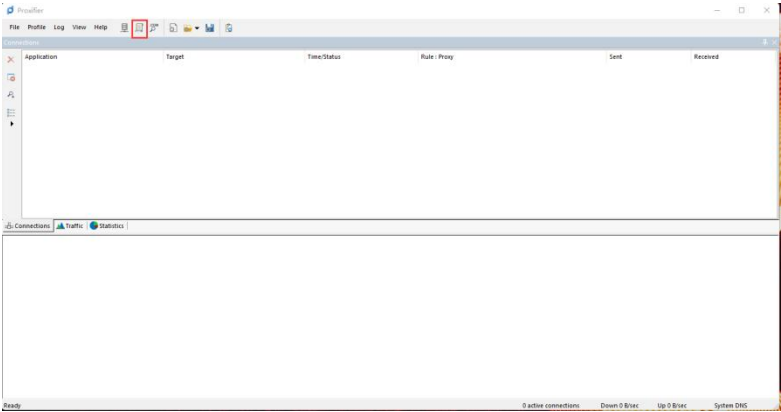 Proxifier
File Profile Log View Help
Connections
Application Target Time/Status Rule : Proxy Sent Received
Connections Traffic Statistics
Ready 0 active connections Down 0 B/sec Up 0 B/sec System DNS